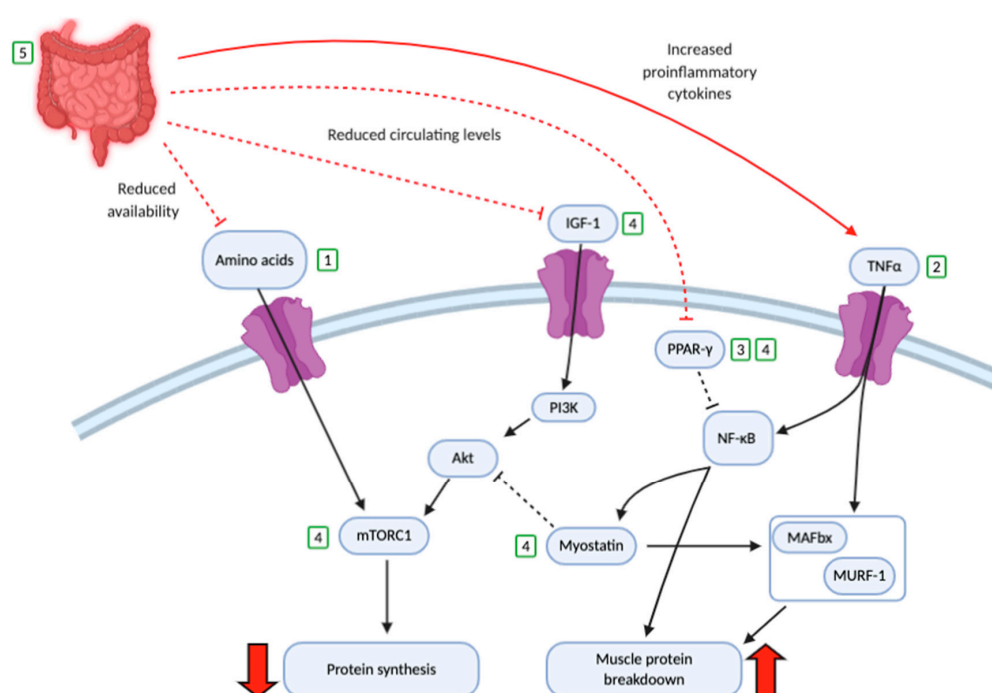 5
Increased
proinflammatory
cytokines
Reduced circulating levels
Reduced
availability
IGF-1
4
Amino acids
1
TNFα
2
PPAR-γ
3
4
PI3K
NF-κB
Akt
4
mTORC1
4
Myostatin
MAFbx
MURF-1
Protein synthesis
Muscle protein
breakdoown